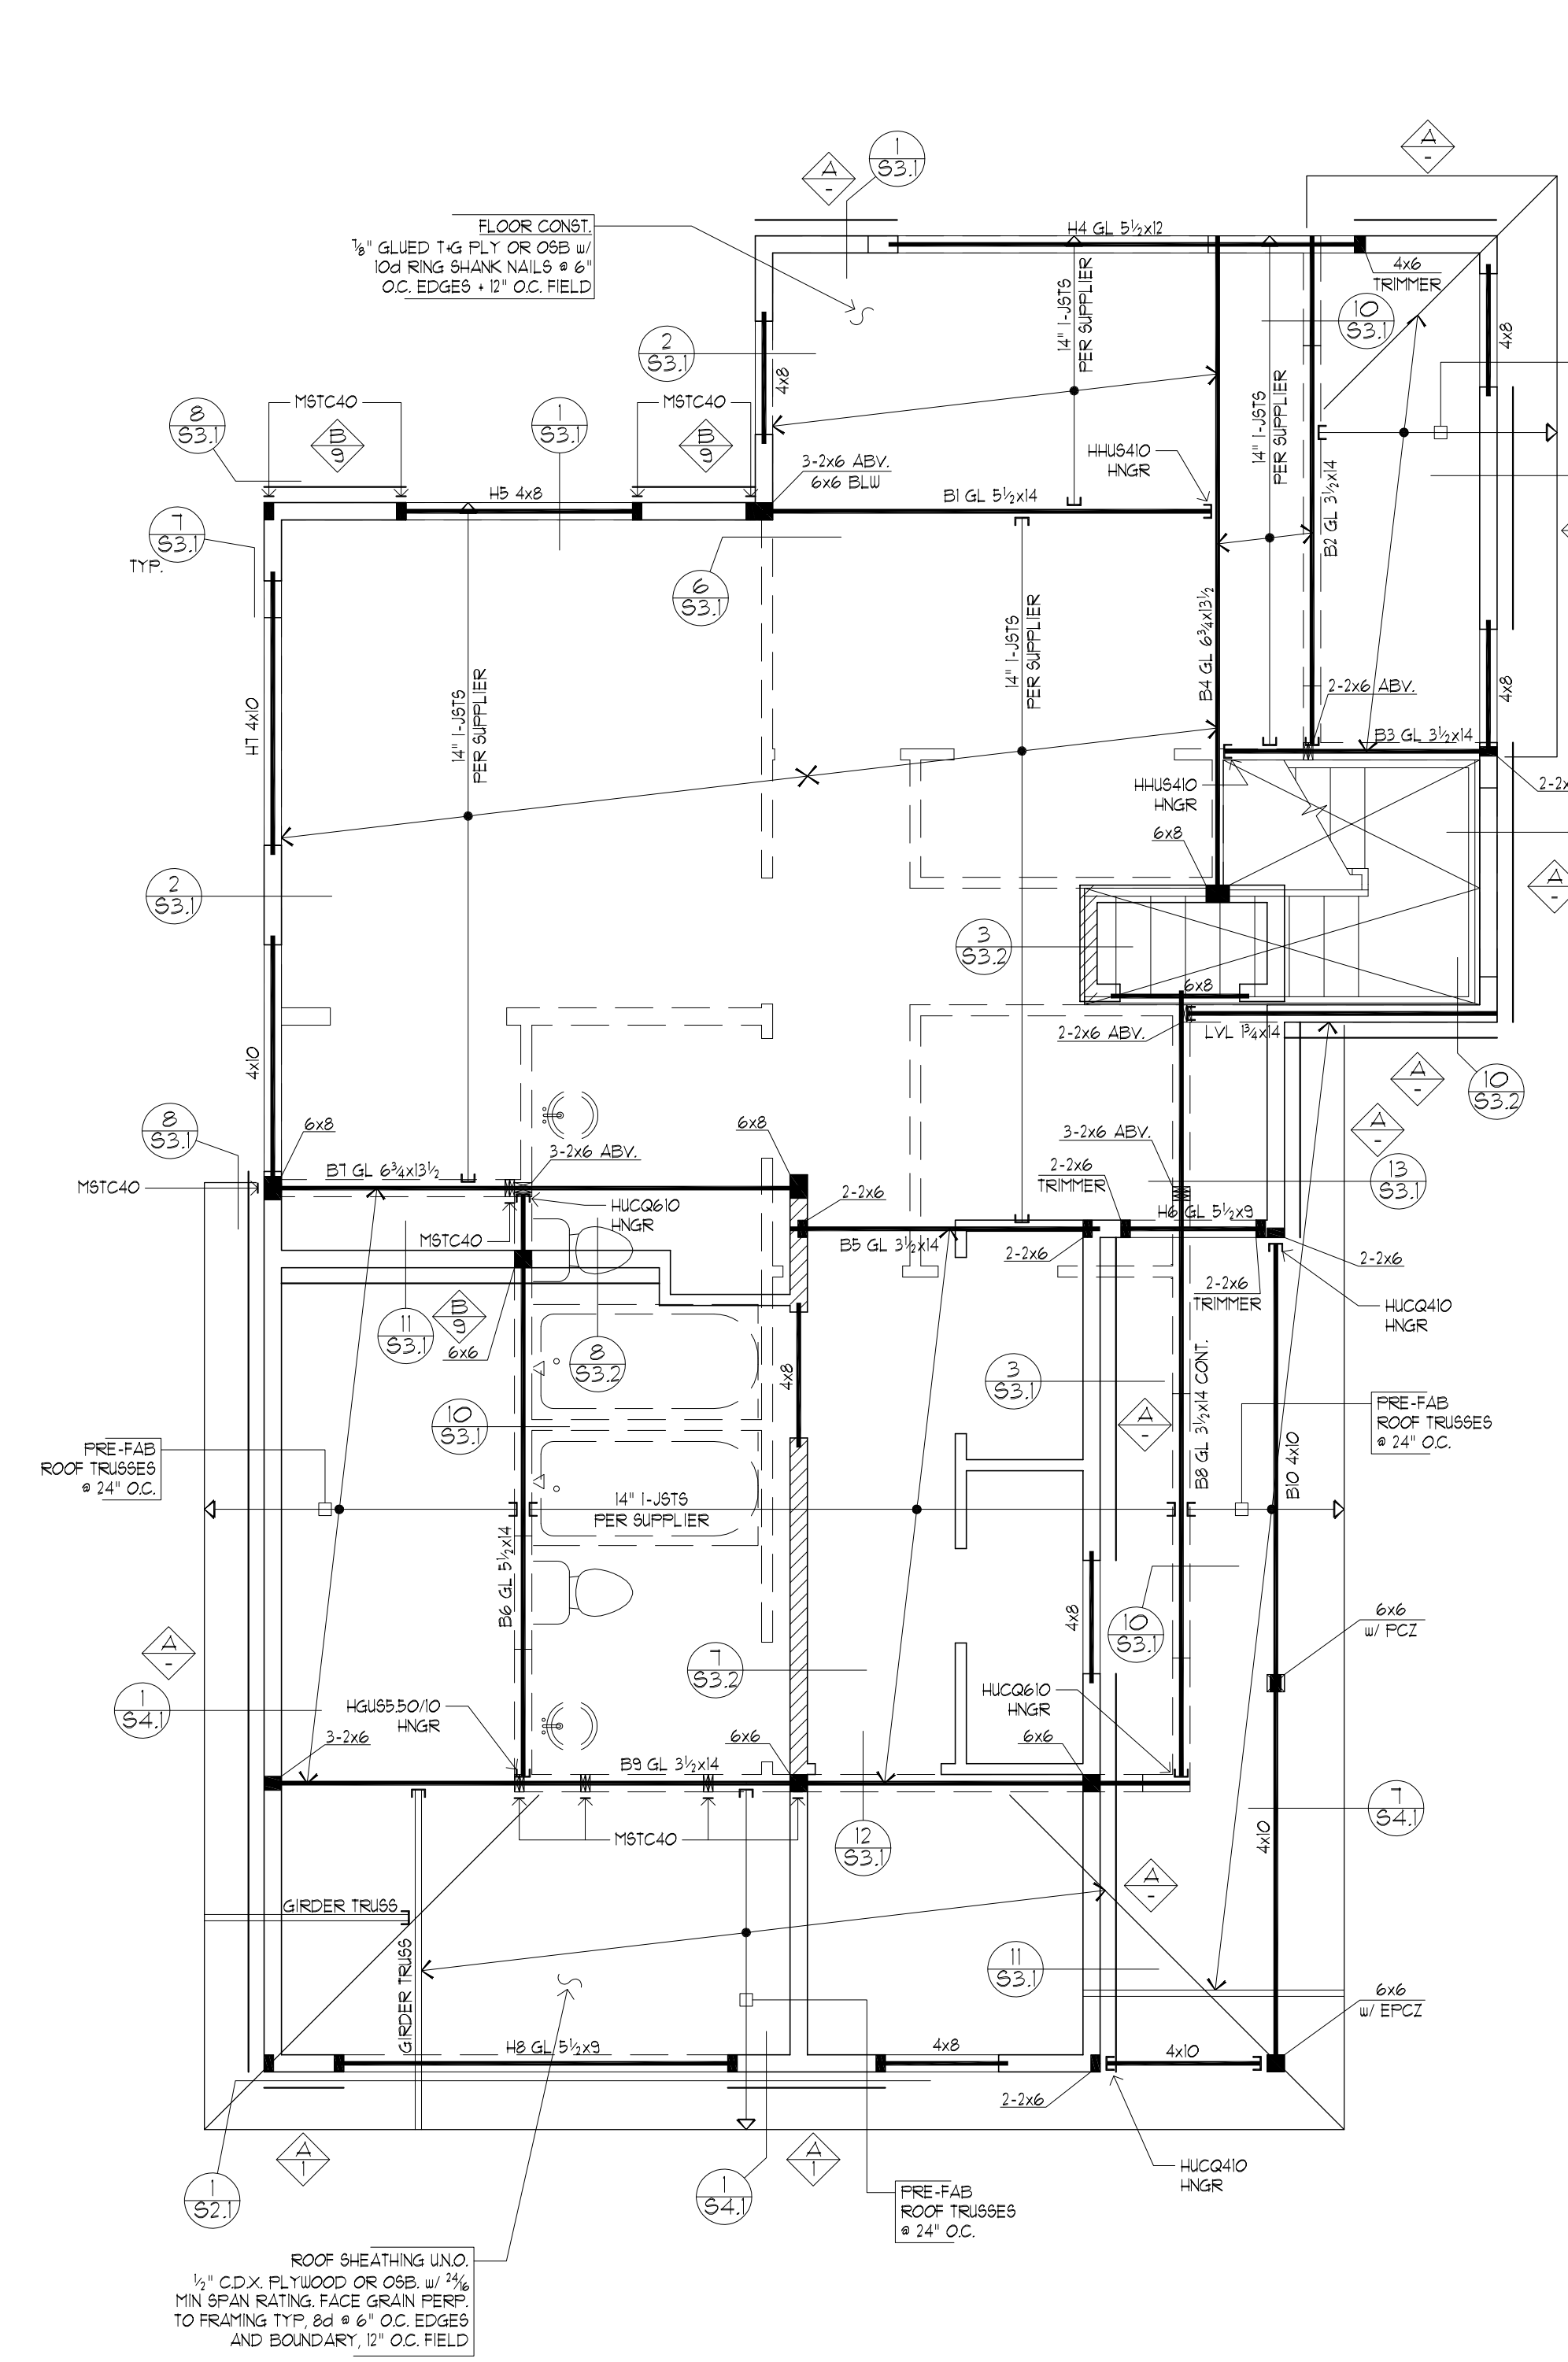 A
-
1
S3.1
A
-
FLOOR CONST.
7/8" GLUED T+G PLY OR OSB w/
10d RING SHANK NAILS @ 6"
O.C. EDGES + 12" O.C. FIELD
H4 GL 5½x12
4x6
TRIMMER
10
S3.1
14" I-JSTS
PER SUPPLIER
4x8
2
S3.1
4x8
14" I-JSTS
PER SUPPLIER
MSTC40
MSTC40
8
S3.1
B
9
1
S3.1
B
9
HHUS410
HNGR
3-2x6 ABV.
6x6 BLW
B2 GL 3½x14
H5 4x8
B1 GL 5½x14
7
S3.1
TYP.
6
S3.1
14" I-JSTS
PER SUPPLIER
B4 GL 6¾x13½
14" I-JSTS
PER SUPPLIER
H7 4x10
2-2x6 ABV.
4x8
B3 GL 3½x14
HHUS410
HNGR
2-2x
6x8
2
S3.1
A
3
S3.2
6x8
2-2x6 ABV.
LVL 1¾x14
4x10
A
-
10
S3.2
8
S3.1
6x8
6x8
3-2x6 ABV.
A
-
B7 GL 6¾x13½
3-2x6 ABV.
2-2x6
TRIMMER
13
S3.1
MSTC40
2-2x6
HUCQ610
HNGR
H6 GL 5½x9
MSTC40
B5 GL 3½x14
2-2x6
2-2x6
2-2x6
TRIMMER
HUCQ410
HNGR
11
S3.1
B
9
6x6
8
S3.2
4x8
3
S3.1
B8 GL 3½x14 CONT.
10
S3.1
A
-
PRE-FAB
ROOF TRUSSES
@ 24" O.C.
PRE-FAB
ROOF TRUSSES
@ 24" O.C.
B10 4x10
14" I-JSTS
PER SUPPLIER
B6 GL 5½x14
4x8
10
S3.1
6x6
w/ PCZ
A
-
7
S3.2
1
S4.1
HGUS5.50/10
HNGR
HUCQ610
HNGR
3-2x6
6x6
6x6
B9 GL 3½x14
7
S4.1
MSTC40
12
S3.1
4x10
A
-
GIRDER TRUSS
GIRDER TRUSS
11
S3.1
6x6
w/ EPCZ
H8 GL 5½x9
4x8
4x10
2-2x6
A
1
A
1
HUCQ410
HNGR
1
S2.1
1
S4.1
PRE-FAB
ROOF TRUSSES
@ 24" O.C.
ROOF SHEATHING U.N.O.
½" C.D.X. PLYWOOD OR OSB. w/ 24/16
MIN SPAN RATING. FACE GRAIN PERP.
TO FRAMING TYP, 8d @ 6" O.C. EDGES
AND BOUNDARY, 12" O.C. FIELD